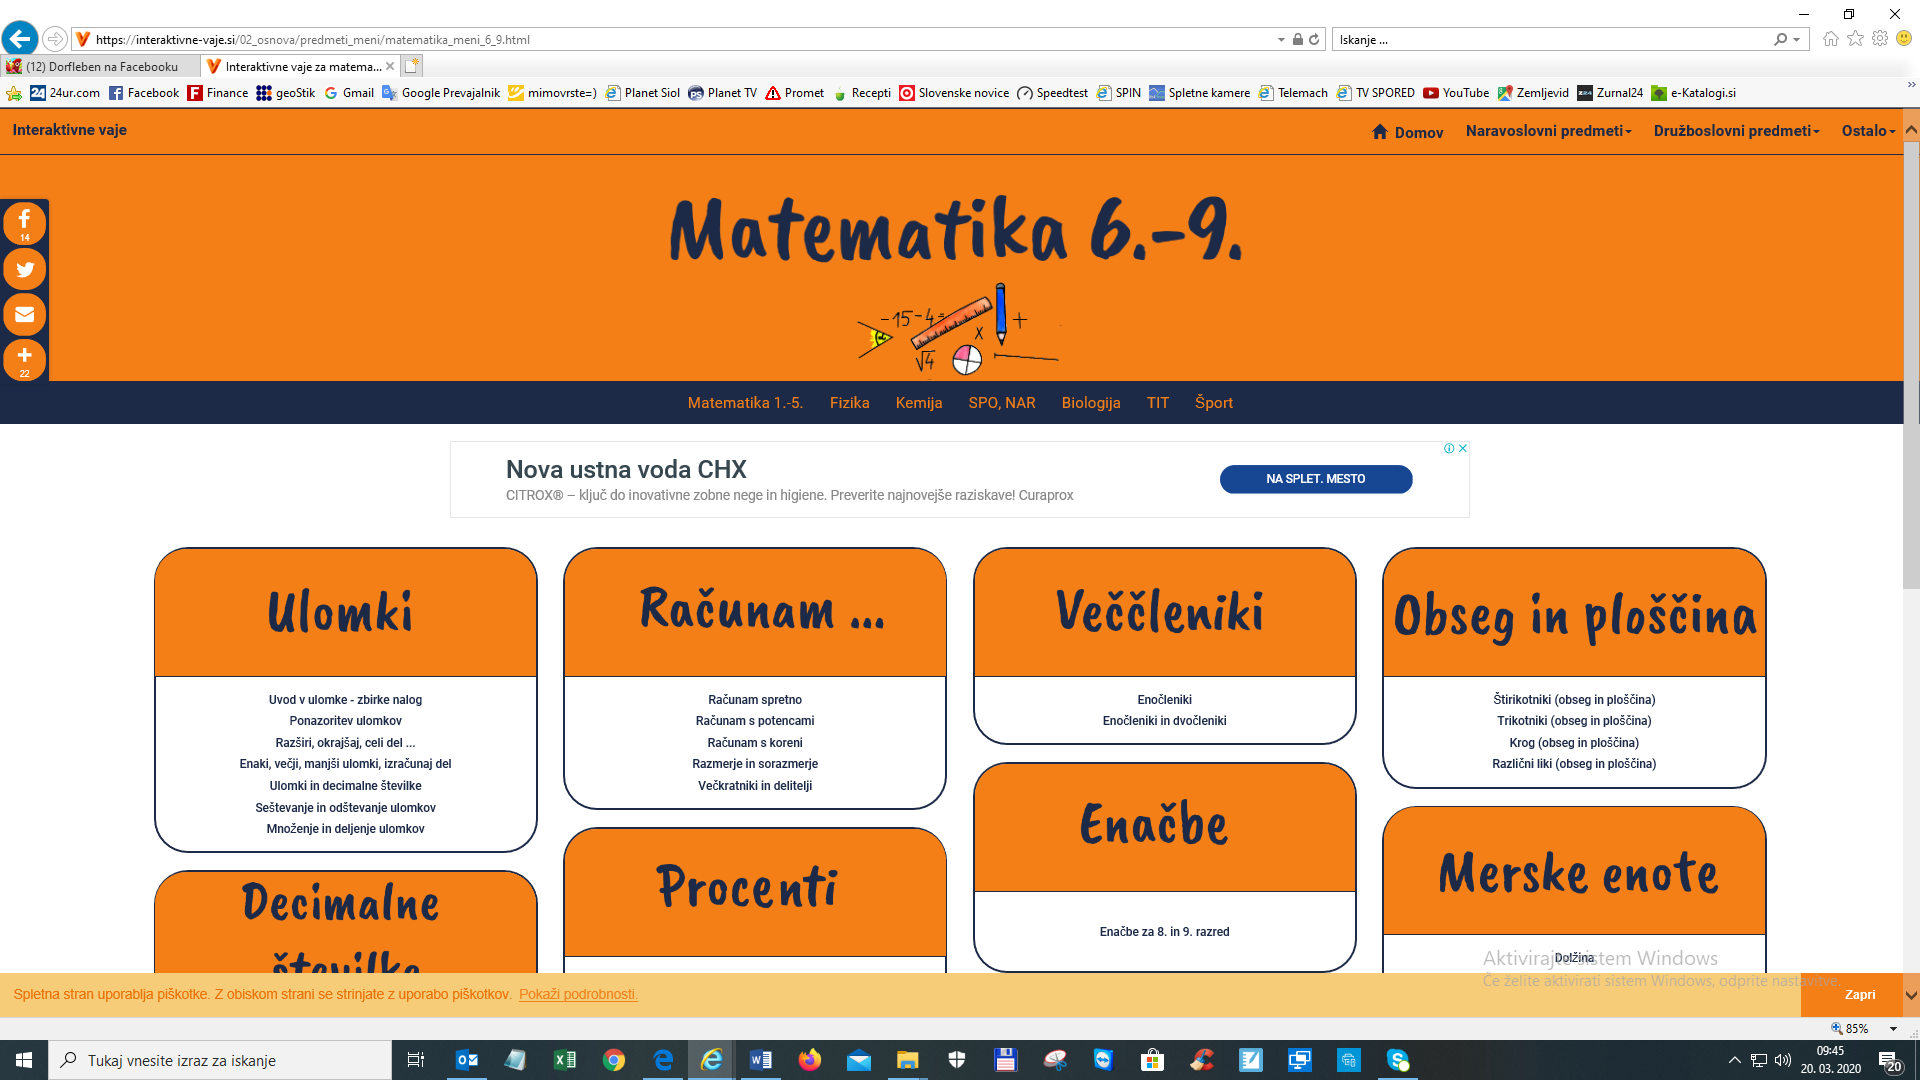 https://interaktivne-vaje.si/02_osnova/predmeti_meni/matematika_meni_6_9.html
Iskanje ...
(12) Dorfleben na Facebooku
Interaktivne vaje za matema...
24ur.com Facebook Finance geoStik Gmail Google Prevajalnik mimovrste=) Planet Siol Planet TV Promet Recepti Slovenske novice Speedtest SPIN Spletne kamere Telemach TV SPORED YouTube Zemljevid Zurnal24 e-Katalogi.si
Interaktivne vaje
Domov Naravoslovni predmeti Družboslovni predmeti Ostalo
Matematika 6.-9.
14
22
-15-4= x +
√4
Matematika 1.-5. Fizika Kemija SPO, NAR Biologija TIT Šport
Nova ustna voda CHX
CITROX® – ključ do inovativne zobne nege in higiene. Preverite najnovejše raziskave! Curaprox
NA SPLET. MESTO
Ulomki
Uvod v ulomke - zbirke nalog
Ponazoritev ulomkov
Razširi, okrajšaj, celi del ...
Enaki, večji, manjši ulomki, izračunaj del
Ulomki in decimalne številke
Seštevanje in odštevanje ulomkov
Množenje in deljenje ulomkov
Decimalne
številke
Računam ...
Računam spretno
Računam s potencami
Računam s koreni
Razmerje in sorazmerje
Večkratniki in delitelji
Procenti
Veččleniki
Enočleniki
Enočleniki in dvočleniki
Enačbe
Enačbe za 8. in 9. razred
Obseg in ploščina
Štirikotniki (obseg in ploščina)
Trikotniki (obseg in ploščina)
Krog (obseg in ploščina)
Različni liki (obseg in ploščina)
Merske enote
Dolžina
Aktivirajte sistem Windows
Če želite aktivirati sistem Windows, odprite nastavitve.
Spletna stran uporablja piškotke. Z obiskom strani se strinjate z uporabo piškotkov. Pokaži podrobnosti.
Zapri
85%
Tukaj vnesite izraz za iskanje
09:45
20. 03. 2020
20